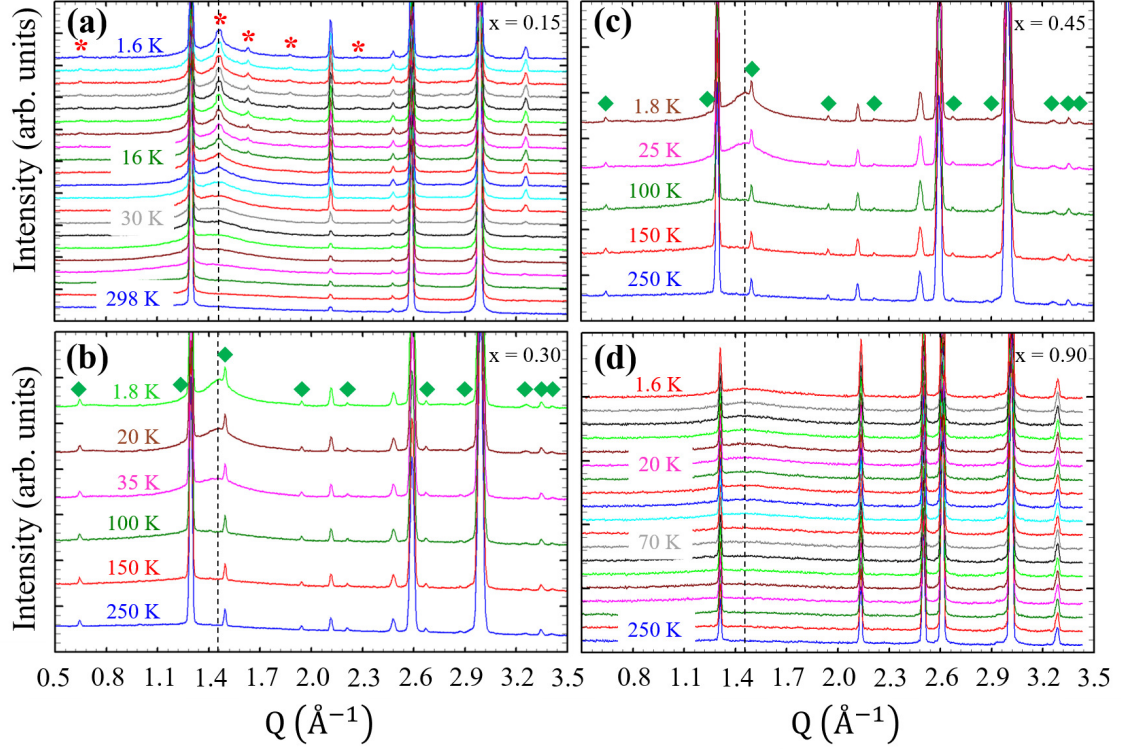 Intensity (arb. units)
(a)
x = 0.15
*
*
*
*
*
1.6 K
16 K
30 K
298 K
(c)
x = 0.45
1.8 K
25 K
100 K
150 K
250 K
Intensity (arb. units)
(b)
x = 0.30
1.8 K
20 K
35 K
100 K
150 K
250 K
(d)
x = 0.90
1.6 K
20 K
70 K
250 K
0.5 0.8 1.1 1.4 1.7 2.0 2.3 2.6 2.9 3.2 3.5
Q (Å⁻¹)
0.5 0.8 1.1 1.4 1.7 2.0 2.3 2.6 2.9 3.2 3.5
Q (Å⁻¹)